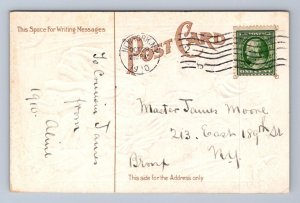 This Space For Writing Messages
POST CARD
To Cousin James
from
1910
Master James Moore
213. East 189th St
Bronx N.Y.
This side for the Address only